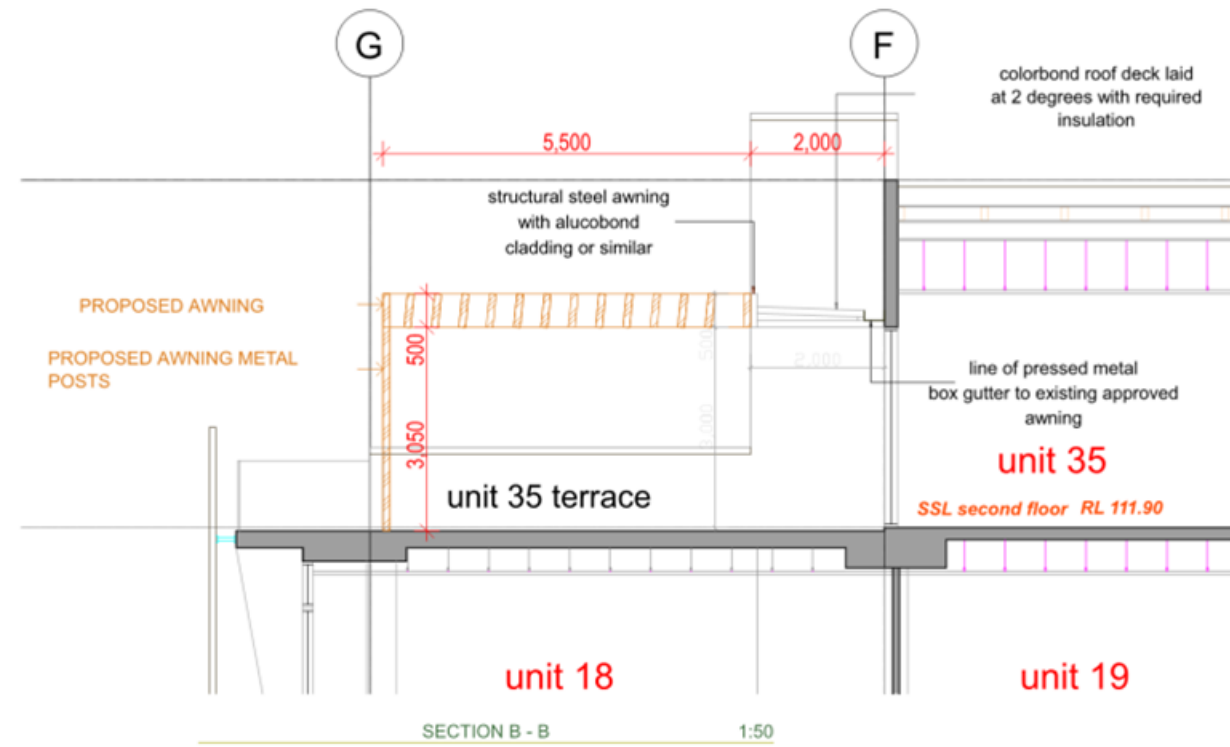 G
F
colorbond roof deck laid
at 2 degrees with required
insulation
5,500
2,000
structural steel awning
with alucobond
cladding or similar
PROPOSED AWNING
500
500
PROPOSED AWNING METAL
POSTS
2,000
line of pressed metal
box gutter to existing approved
awning
3,050
3,000
unit 35
unit 35 terrace
SSL second floor RL 111.90
unit 18
unit 19
SECTION B - B
1:50